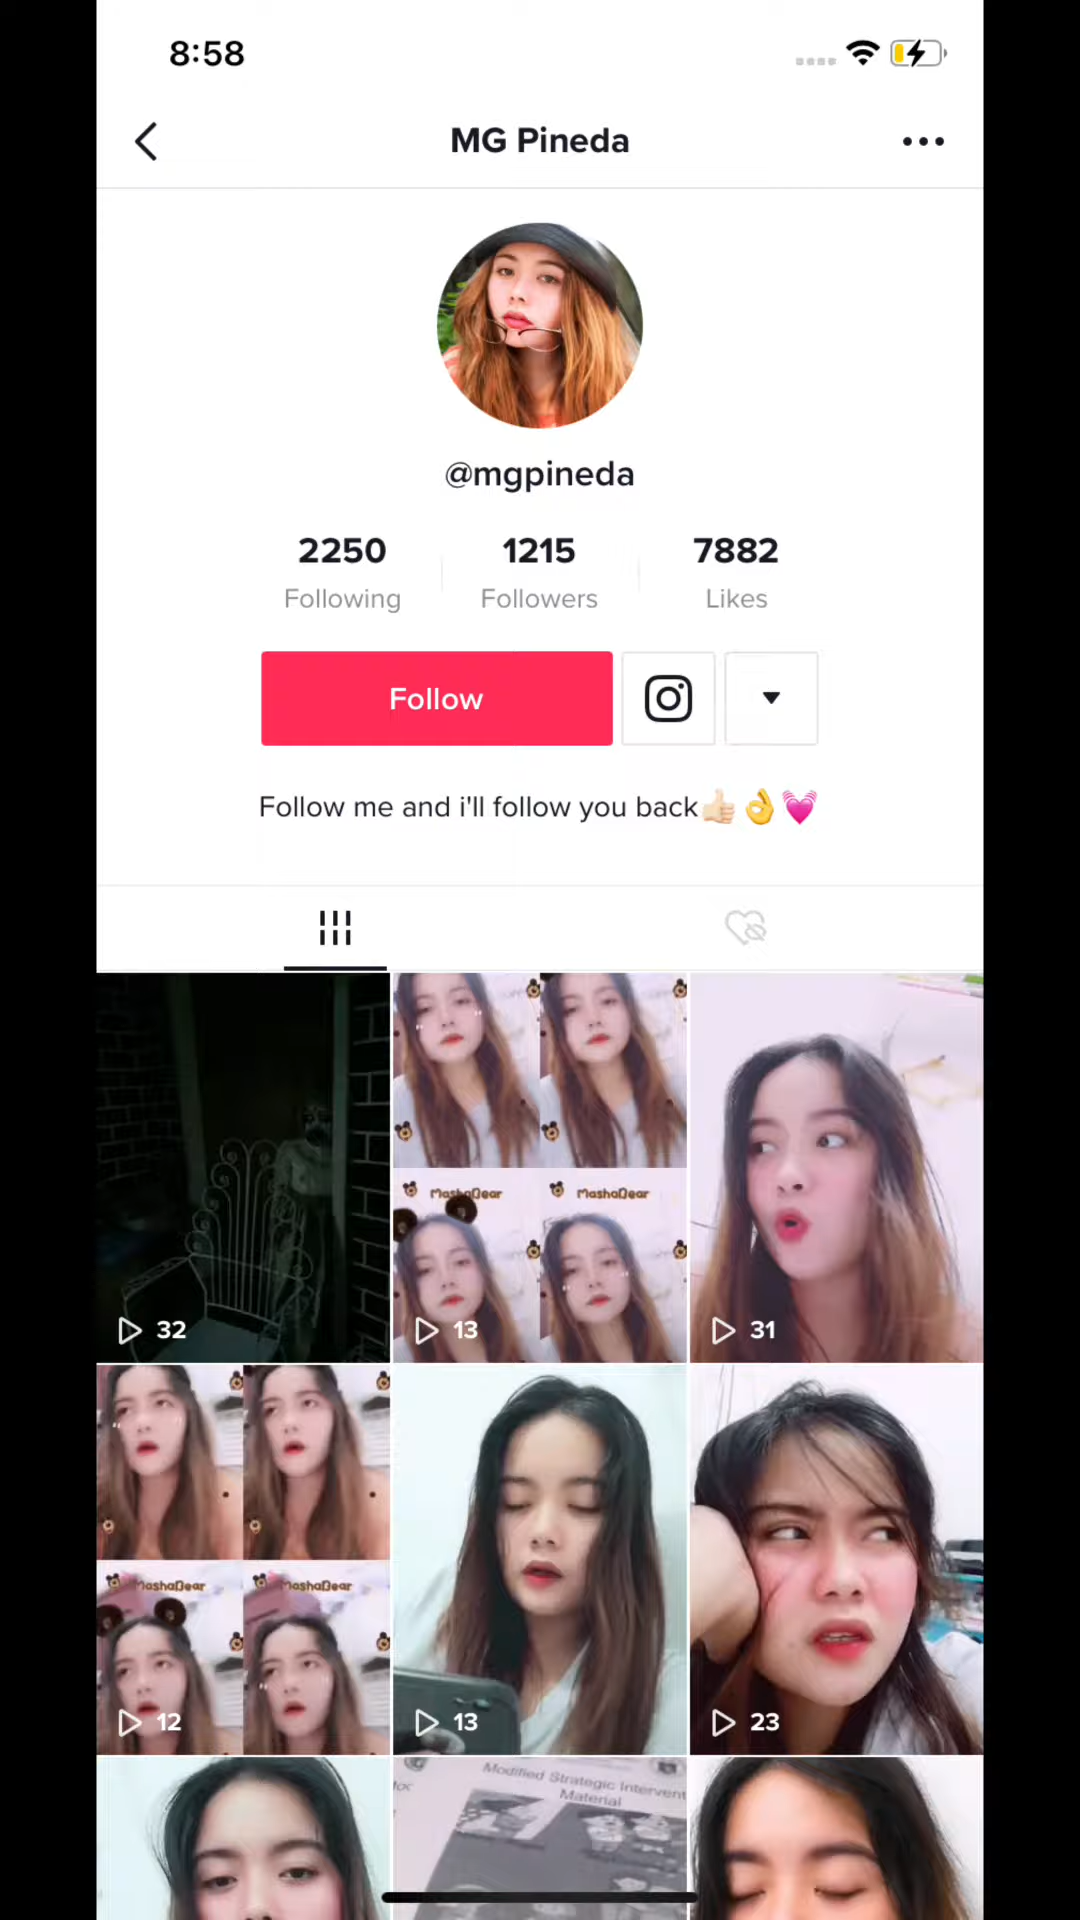 8:58
MG Pineda
@mgpineda
2250 1215 7882
Following Followers Likes
Follow
Follow me and i'll follow you back👍🏻👌💓
MashaBear MashaBear
32 13 31
MashaBear MashaBear
12 13 23
Modified Strategic Intervent
Material